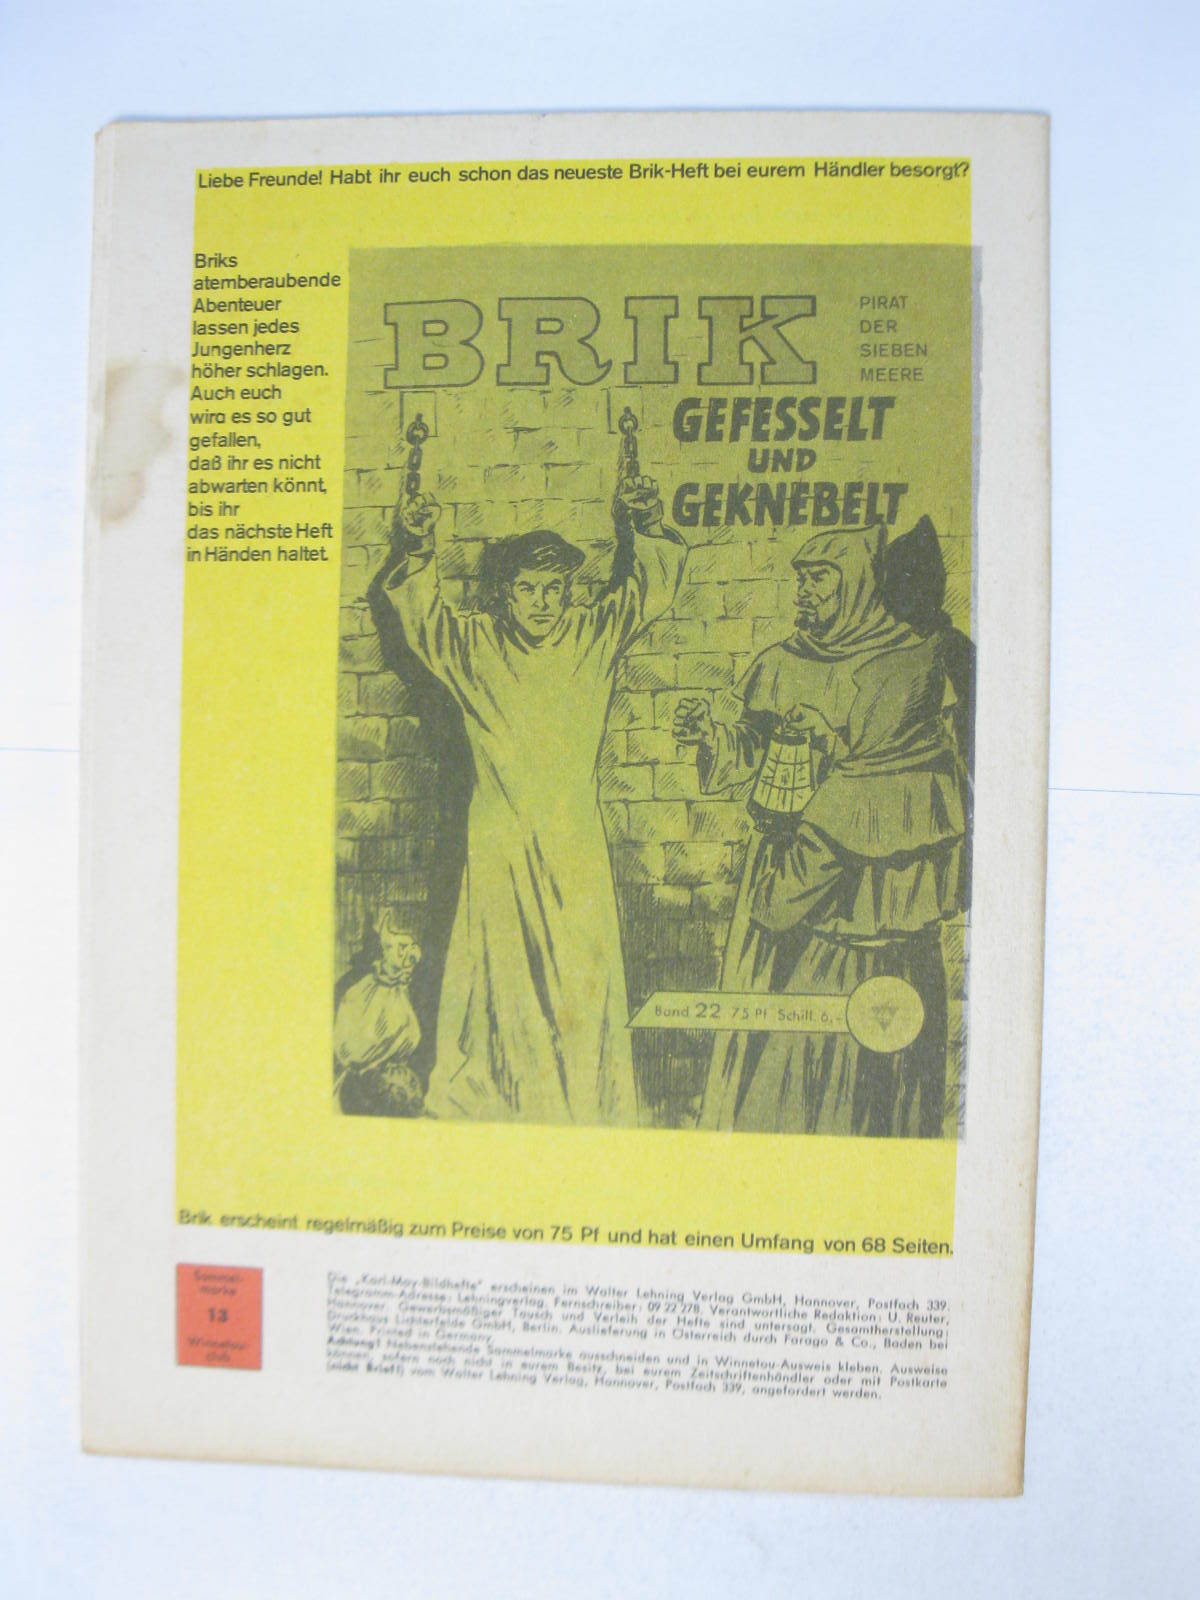 Liebe Freunde! Habt ihr euch schon das neueste Brik-Heft bei eurem Händler besorgt?
Briks
atemberaubende
Abenteuer
lassen jedes
Jungenherz
höher schlagen.
Auch euch
wird es so gut
gefallen,
daß ihr es nicht
abwarten könnt,
bis ihr
das nächste Heft
in Händen haltet.
BRIK
PIRAT
DER
SIEBEN
MEERE
GEFESSELT
UND
GEKNEBELT
Band 22 75 Pf Schill. 6,-
Brik erscheint regelmäßig zum Preise von 75 Pf und hat einen Umfang von 68 Seiten.
Sammel-
marke
13
Winnetou-
club
Die „Karl-May-Bildhefte" erscheinen im Walter Lehning Verlag GmbH, Hannover, Postfach 339.
Telegramm-Adresse: Lehningverlag. Fernschreiber: 09 22 278. Verantwortliche Redaktion: U. Reuter,
Hannover. Gewerbsmäßiger Tausch und Verleih der Hefte sind untersagt. Gesamtherstellung:
Druckhaus Lichterfelde GmbH, Berlin. Auslieferung in Österreich durch Farago & Co., Baden bei
Wien. Printed in Germany.
Achtung! Nebenstehende Sammelmarke ausschneiden und in Winnetou-Ausweis kleben. Ausweise
können, sofern noch nicht in eurem Besitz, bei eurem Zeitschriftenhändler oder mit Postkarte
(nicht Brief!) vom Walter Lehning Verlag, Hannover, Postfach 339, angefordert werden.